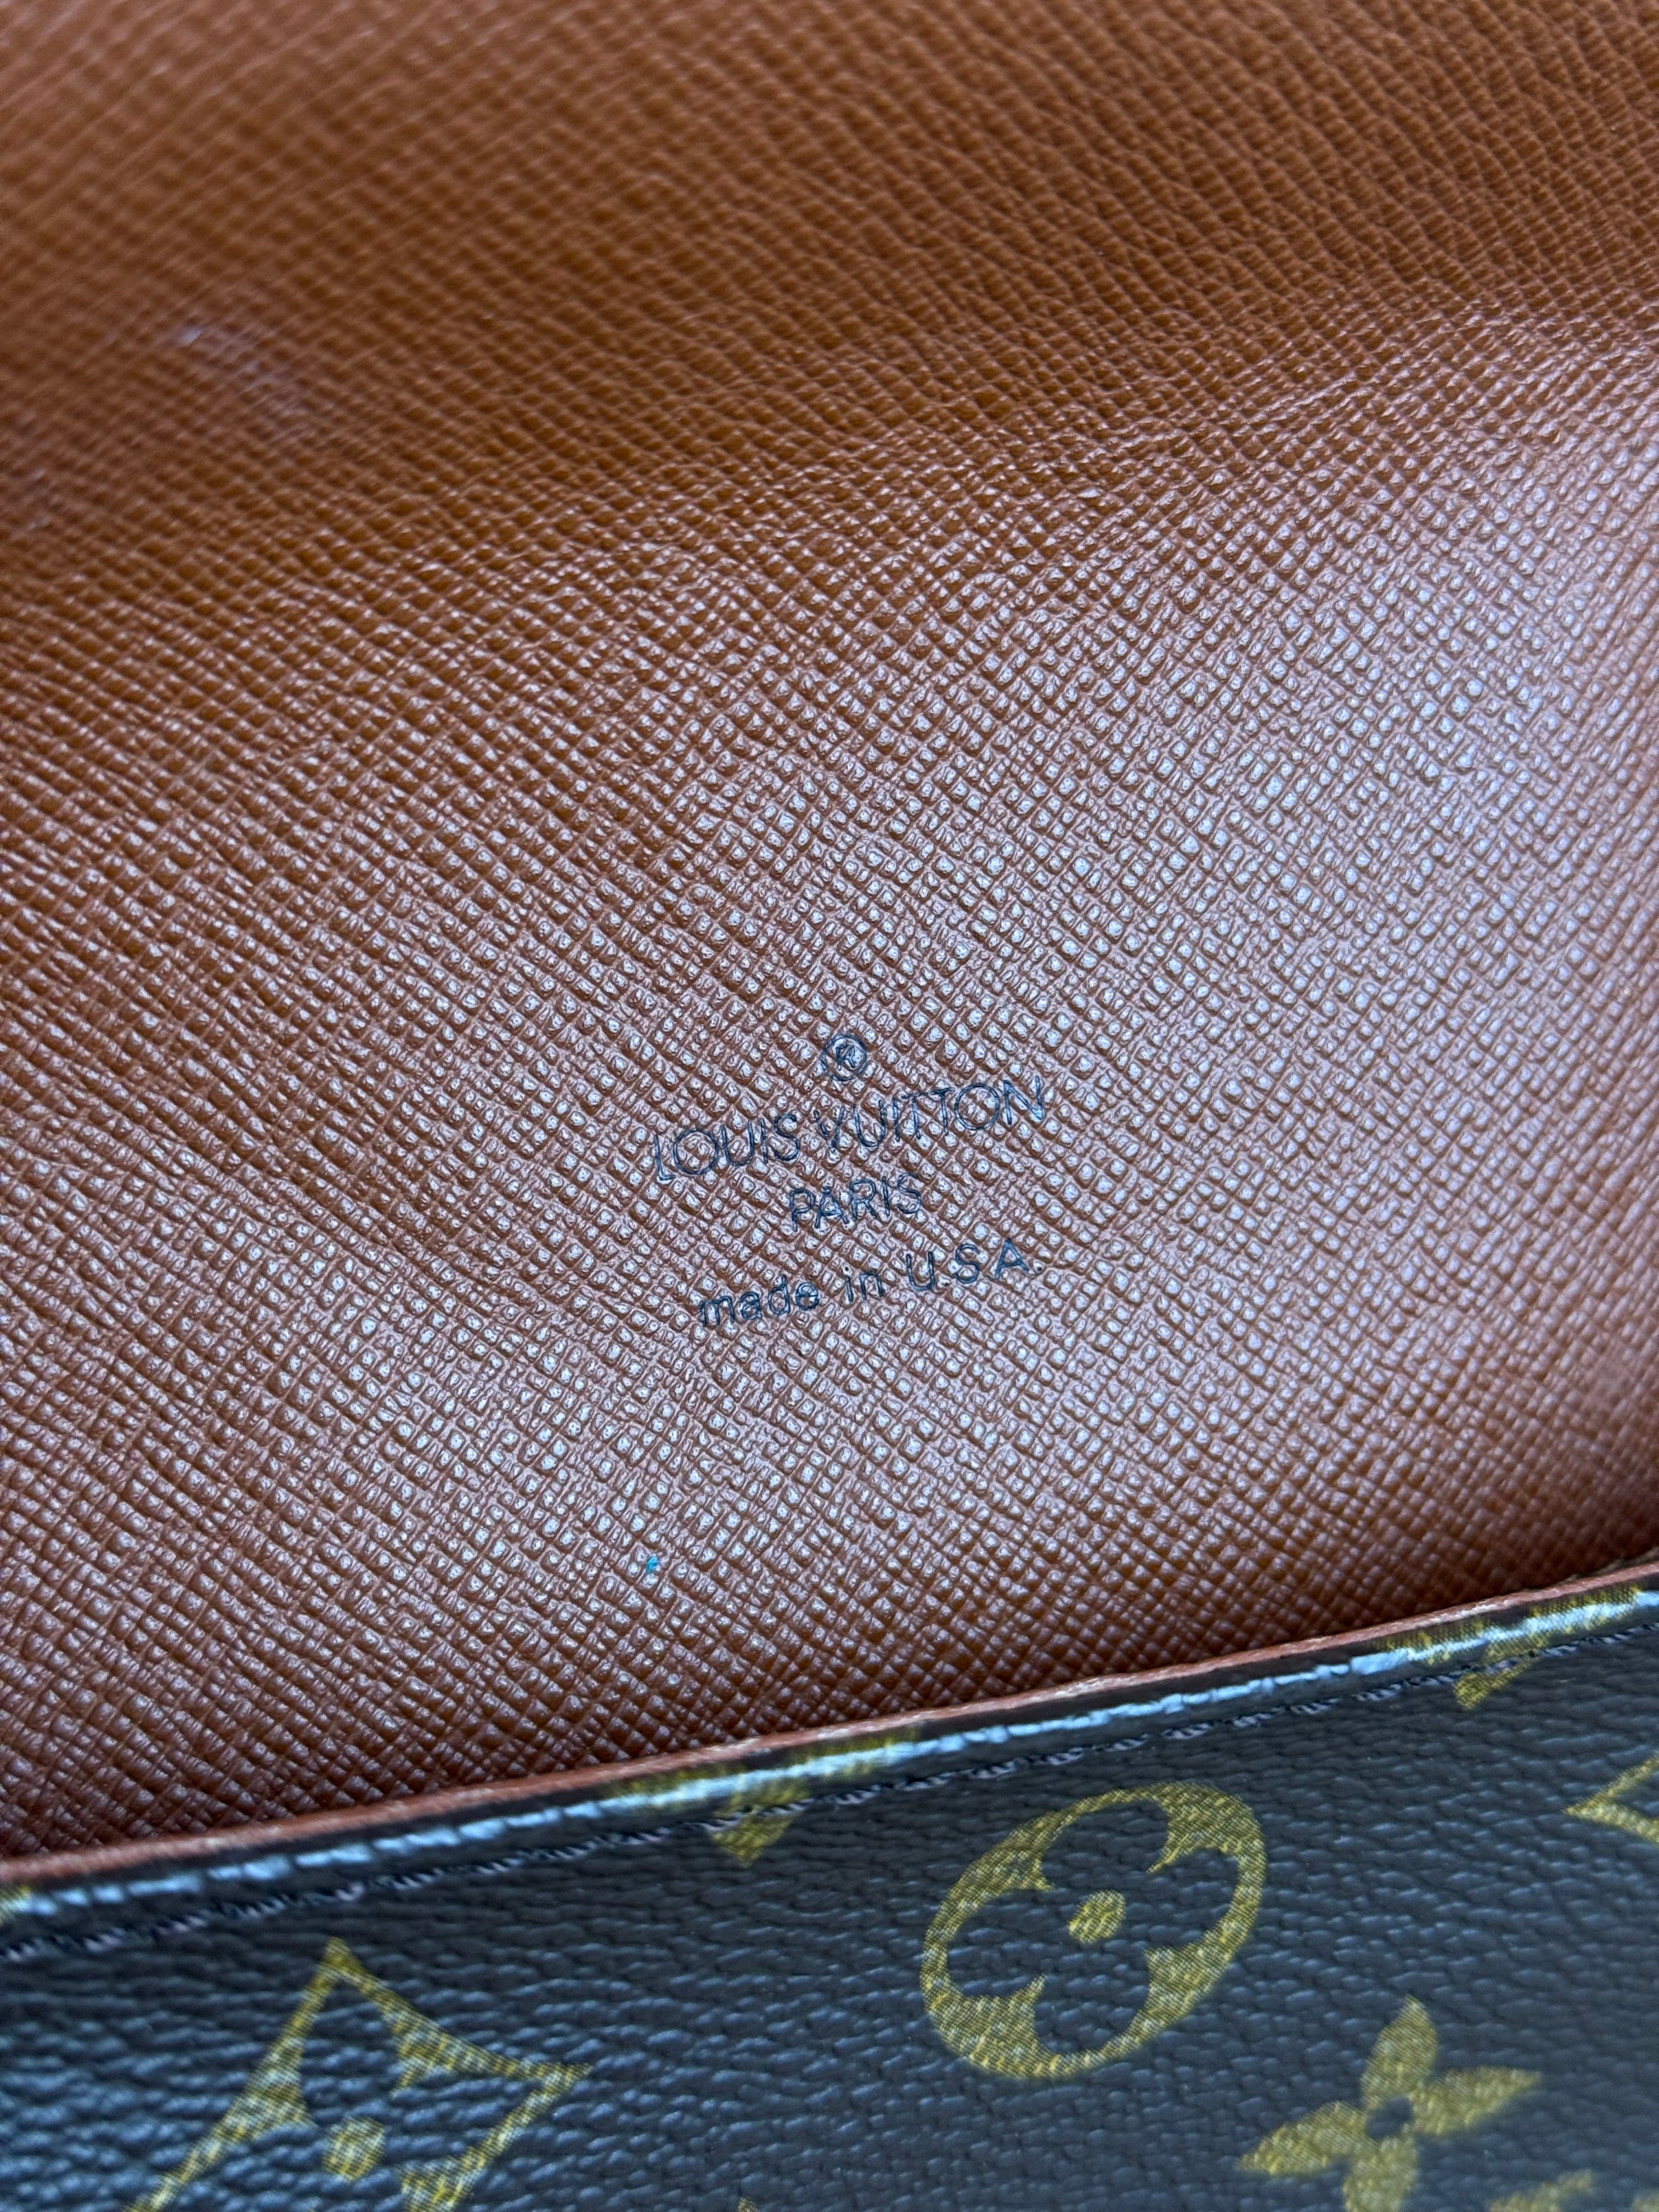 ®
LOUIS VUITTON
PARIS
made in U.S.A.